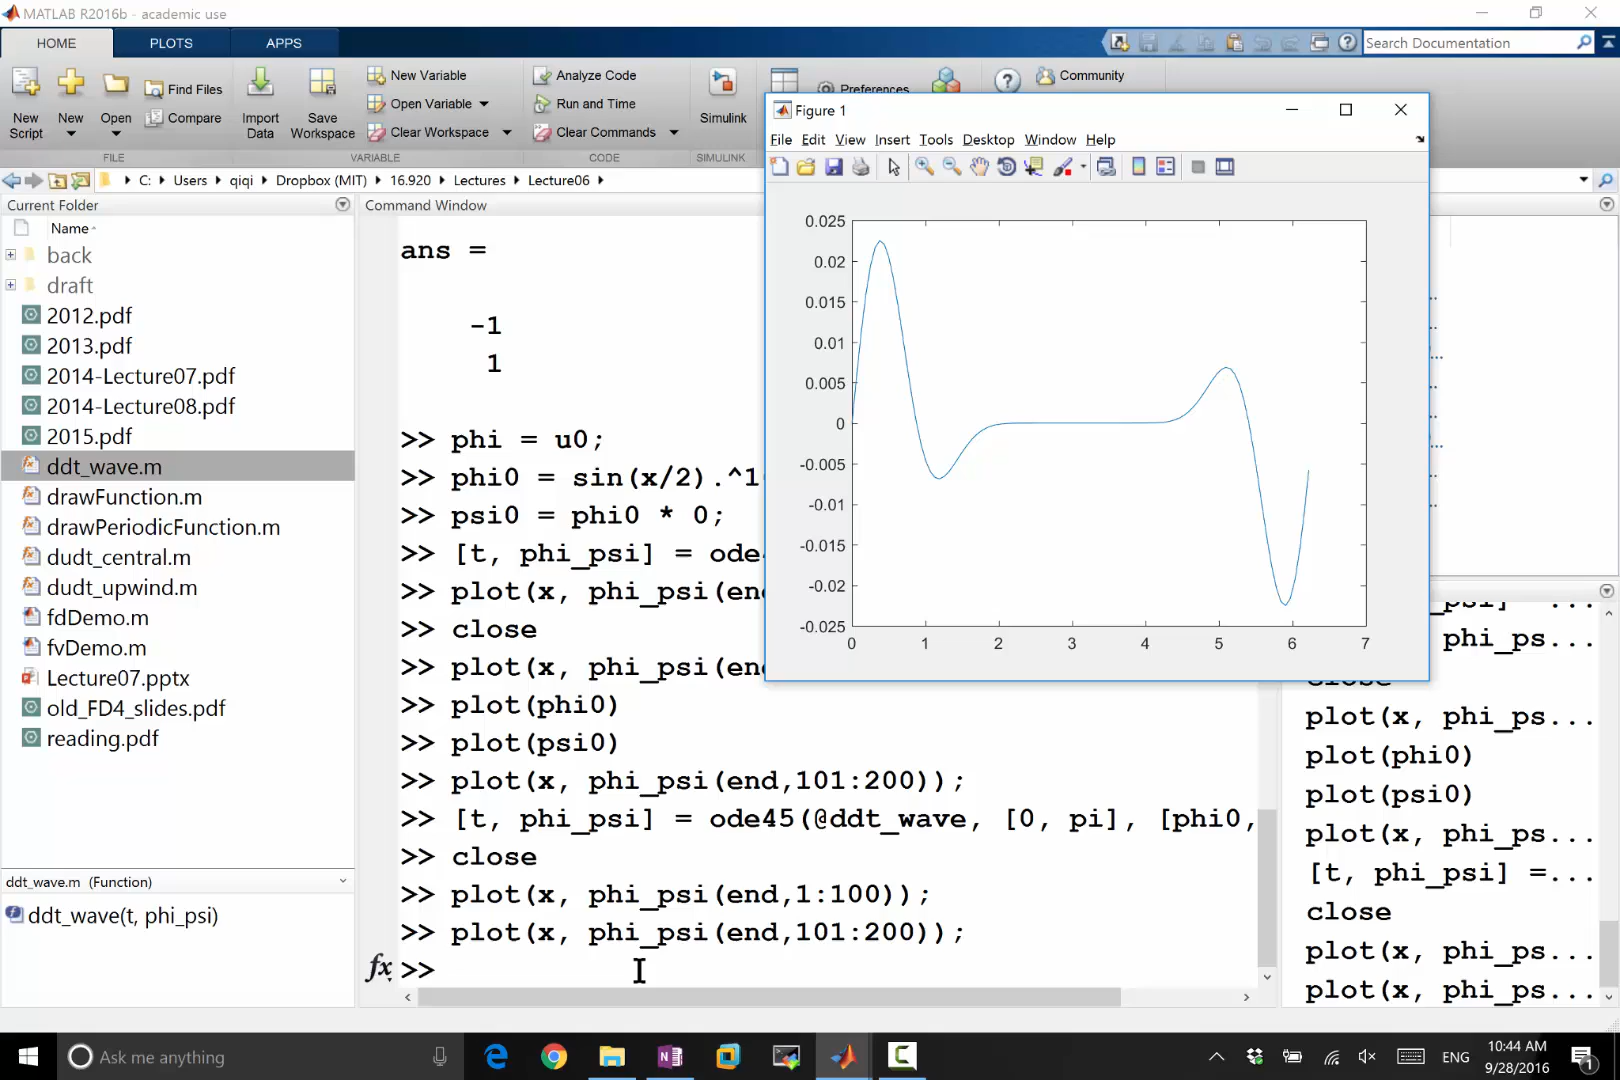 MATLAB R2016b - academic use
HOME
PLOTS
APPS
Search Documentation
New Script
New
Open
Find Files
Compare
Import Data
Save Workspace
New Variable
Open Variable
Clear Workspace
Analyze Code
Run and Time
Clear Commands
Simulink
Preferences
Community
FILE
VARIABLE
CODE
SIMULINK
C: Users qiqi Dropbox (MIT) 16.920 Lectures Lecture06
Current Folder
Name
back
draft
2012.pdf
2013.pdf
2014-Lecture07.pdf
2014-Lecture08.pdf
2015.pdf
ddt_wave.m
drawFunction.m
drawPeriodicFunction.m
dudt_central.m
dudt_upwind.m
fdDemo.m
fvDemo.m
Lecture07.pptx
old_FD4_slides.pdf
reading.pdf
ddt_wave.m (Function)
ddt_wave(t, phi_psi)
Command Window
ans =
-1
1
>> phi = u0;
>> phi0 = sin(x/2).^1
>> psi0 = phi0 * 0;
>> [t, phi_psi] = ode4
>> plot(x, phi_psi(end
>> close
>> plot(x, phi_psi(end
>> plot(phi0)
>> plot(psi0)
>> plot(x, phi_psi(end,101:200));
>> [t, phi_psi] = ode45(@ddt_wave, [0, pi], [phi0,
>> close
>> plot(x, phi_psi(end,1:100));
>> plot(x, phi_psi(end,101:200));
fx >>
Figure 1
File Edit View Insert Tools Desktop Window Help
0.025
0.02
0.015
0.01
0.005
0
-0.005
-0.01
-0.015
-0.02
-0.025
0 1 2 3 4 5 6 7
phi_ps...
close
plot(x, phi_ps...
plot(phi0)
plot(psi0)
plot(x, phi_ps...
[t, phi_psi] =...
close
plot(x, phi_ps...
plot(x, phi_ps...
Ask me anything
ENG
10:44 AM
9/28/2016
1